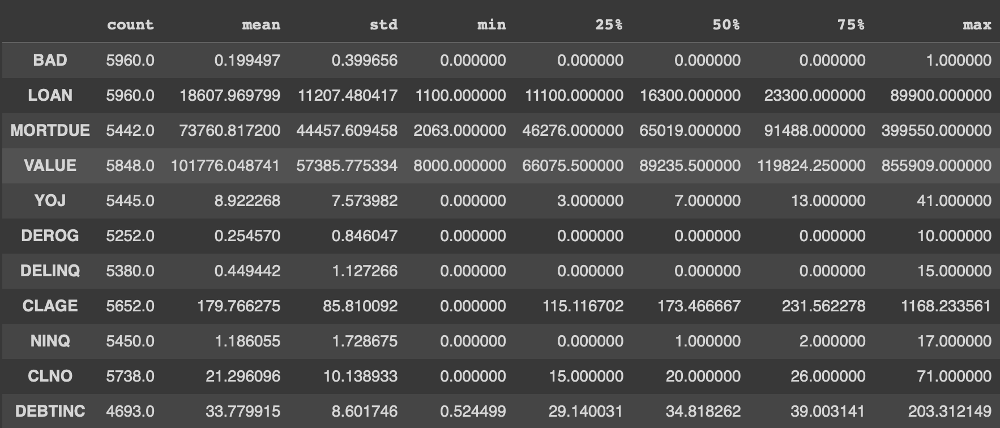 count mean std min 25% 50% 75% max
BAD 5960.0 0.199497 0.399656 0.000000 0.000000 0.000000 0.000000 1.000000
LOAN 5960.0 18607.969799 11207.480417 1100.000000 11100.000000 16300.000000 23300.000000 89900.000000
MORTDUE 5442.0 73760.817200 44457.609458 2063.000000 46276.000000 65019.000000 91488.000000 399550.000000
VALUE 5848.0 101776.048741 57385.775334 8000.000000 66075.500000 89235.500000 119824.250000 855909.000000
YOJ 5445.0 8.922268 7.573982 0.000000 3.000000 7.000000 13.000000 41.000000
DEROG 5252.0 0.254570 0.846047 0.000000 0.000000 0.000000 0.000000 10.000000
DELINQ 5380.0 0.449442 1.127266 0.000000 0.000000 0.000000 0.000000 15.000000
CLAGE 5652.0 179.766275 85.810092 0.000000 115.116702 173.466667 231.562278 1168.233561
NINQ 5450.0 1.186055 1.728675 0.000000 0.000000 1.000000 2.000000 17.000000
CLNO 5738.0 21.296096 10.138933 0.000000 15.000000 20.000000 26.000000 71.000000
DEBTINC 4693.0 33.779915 8.601746 0.524499 29.140031 34.818262 39.003141 203.312149